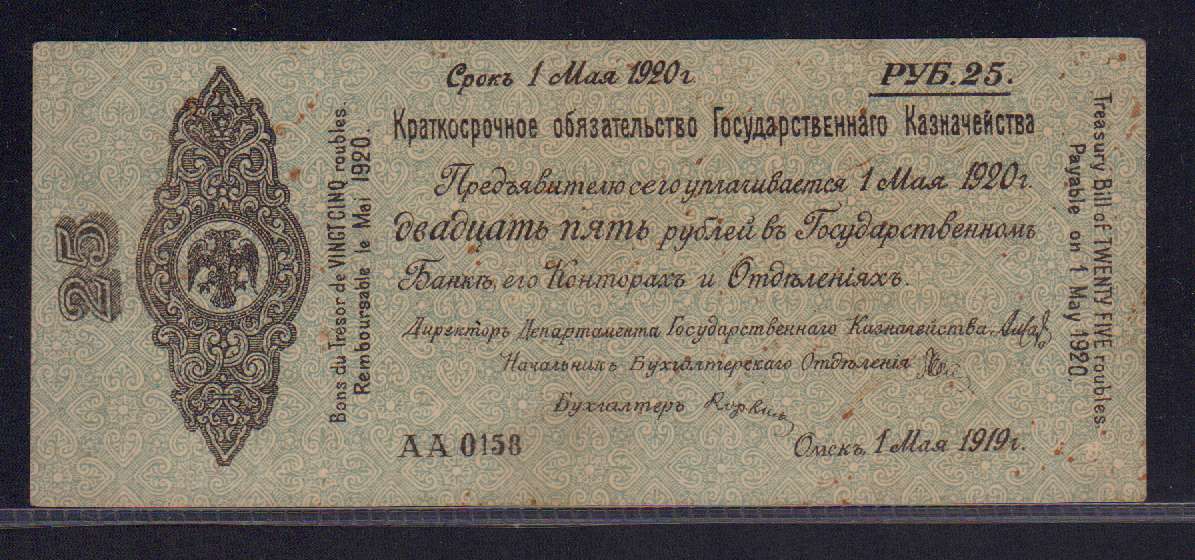 Срокъ 1 Мая 1920 г.
РУБ. 25.
Краткосрочное обязательство Государственнаго Казначейства
Предъявителю сего уплачивается 1 Мая 1920 г.
двадцать пять рублей въ Государственномъ
Банкѣ, его Конторахъ и Отдѣленіяхъ.
Директоръ Департамента Государственнаго Казначейства
Начальникъ Бухгалтерскаго Отдѣленія
Бухгалтеръ
АА 0158
Омскъ, 1 Мая 1919 г.
25
Bons du Tresor de VINGT CINQ roubles.
Remboursable le Mai 1920.
Treasury Bill of TWENTY FIVE roubles.
Payable on 1 May 1920.